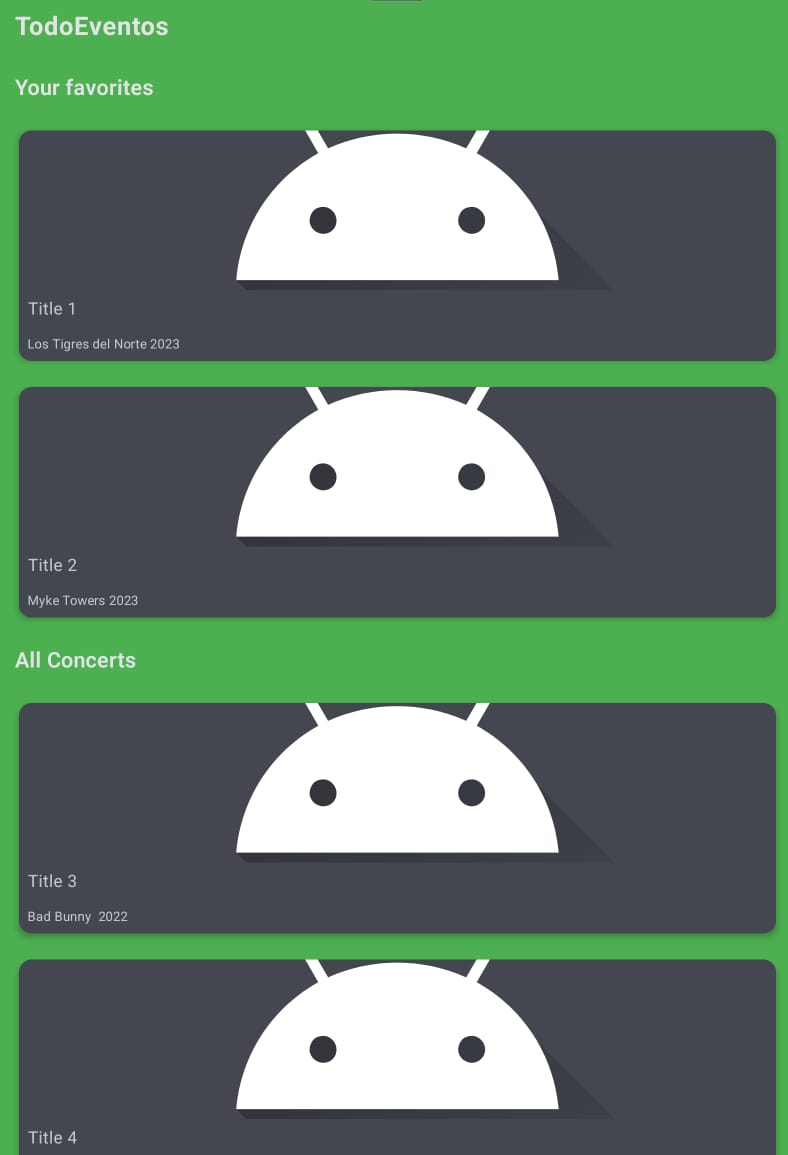 TodoEventos
Your favorites
Title 1
Los Tigres del Norte 2023
Title 2
Myke Towers 2023
All Concerts
Title 3
Bad Bunny  2022
Title 4